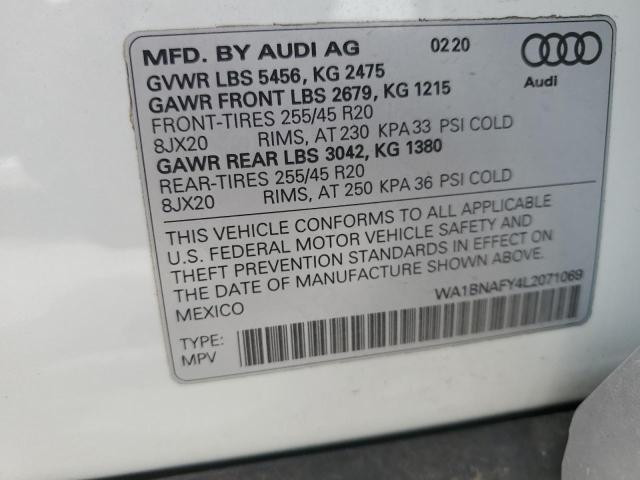 MFD. BY AUDI AG 02 20
GVWR LBS 5456, KG 2475
GAWR FRONT LBS 2679, KG 1215
FRONT-TIRES 255/45 R20
8JX20 RIMS, AT 230 KPA 33 PSI COLD
GAWR REAR LBS 3042, KG 1380
REAR-TIRES 255/45 R20
8JX20 RIMS, AT 250 KPA 36 PSI COLD
Audi
THIS VEHICLE CONFORMS TO ALL APPLICABLE
U.S. FEDERAL MOTOR VEHICLE SAFETY AND
THEFT PREVENTION STANDARDS IN EFFECT ON
THE DATE OF MANUFACTURE SHOWN ABOVE.
MEXICO
WA1BNAFY4L2071069
TYPE:
MPV